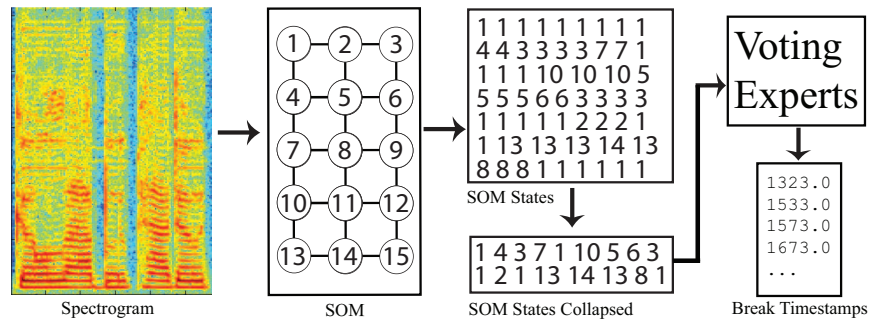 1 2 3
4 5 6
7 8 9
10 11 12
13 14 15
1 1 1 1 1 1 1 1 1
4 4 3 3 3 3 7 7 1
1 1 1 10 10 10 5
5 5 5 6 6 3 3 3 3
1 1 1 1 1 2 2 2 1
1 13 13 13 14 13
8 8 8 1 1 1 1 1 1
SOM States
1 4 3 7 1 10 5 6 3
1 2 1 13 14 13 8 1
Voting
Experts
1323.0
1533.0
1573.0
1673.0
...
Spectrogram
SOM
SOM States Collapsed
Break Timestamps